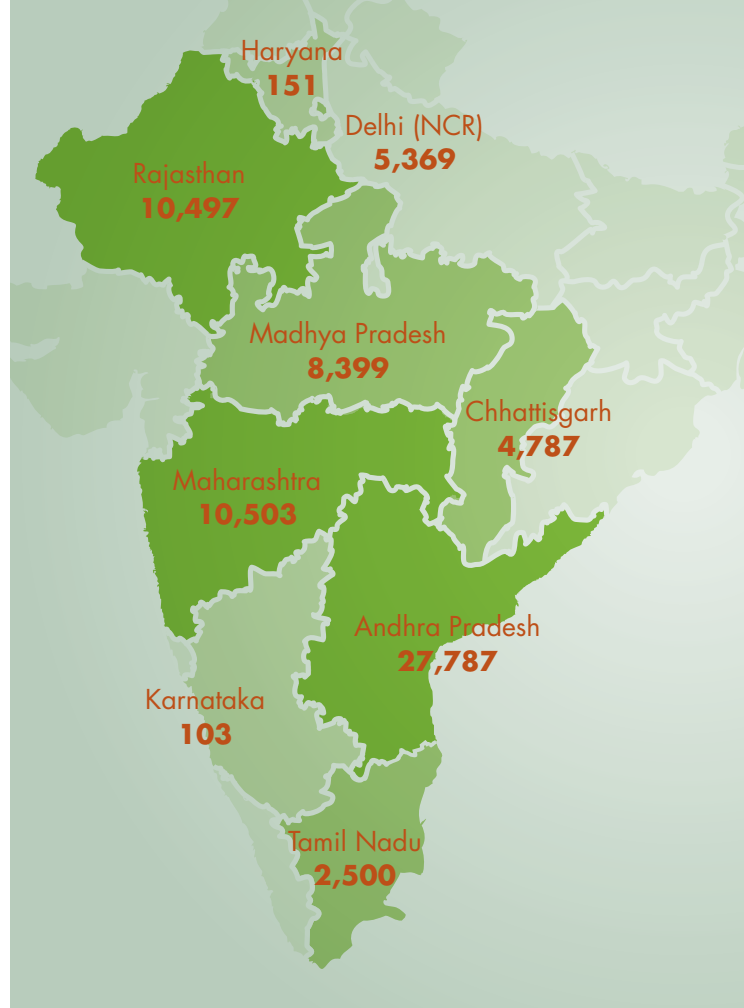 Haryana
151
Delhi (NCR)
5,369
Rajasthan
10,497
Madhya Pradesh
8,399
Chhattisgarh
4,787
Maharashtra
10,503
Andhra Pradesh
27,787
Karnataka
103
Tamil Nadu
2,500